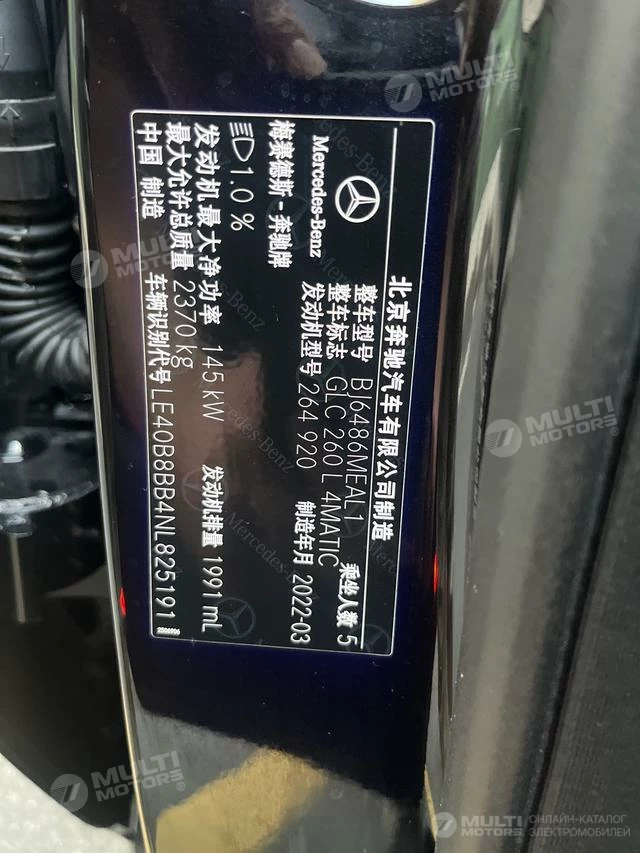 北京奔驰汽车有限公司制造
Mercedes-Benz
梅赛德斯-奔驰牌
整车型号 BJ6486MEAL1
乘坐人数 5
整车标志 GLC 260 L 4MATIC
发动机型号 264 920
制造年月 2022-03
1.0 %
发动机最大净功率 145 kW
发动机排量 1991 mL
最大允许总质量 2370 kg
中国 制造
车辆识别代号 LE40B8BB4NL825191
MULTI MOTORS®
MULTI MOTORS
MULTI MOTORS
MULTI MOTORS®
MULTI MOTORS®
ОНЛАЙН-КАТАЛОГ
ЭЛЕКТРОМОБИЛЕЙ